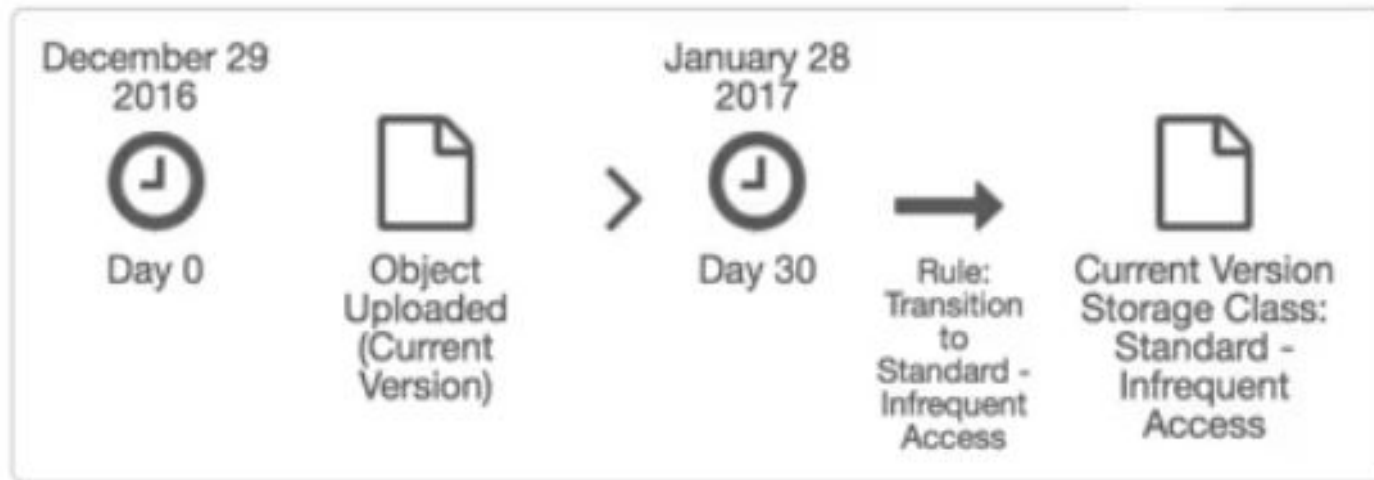 December 29
2016
Day 0
Object
Uploaded
(Current
Version)
January 28
2017
Day 30
Rule:
Transition
to
Standard -
Infrequent
Access
Current Version
Storage Class:
Standard -
Infrequent
Access